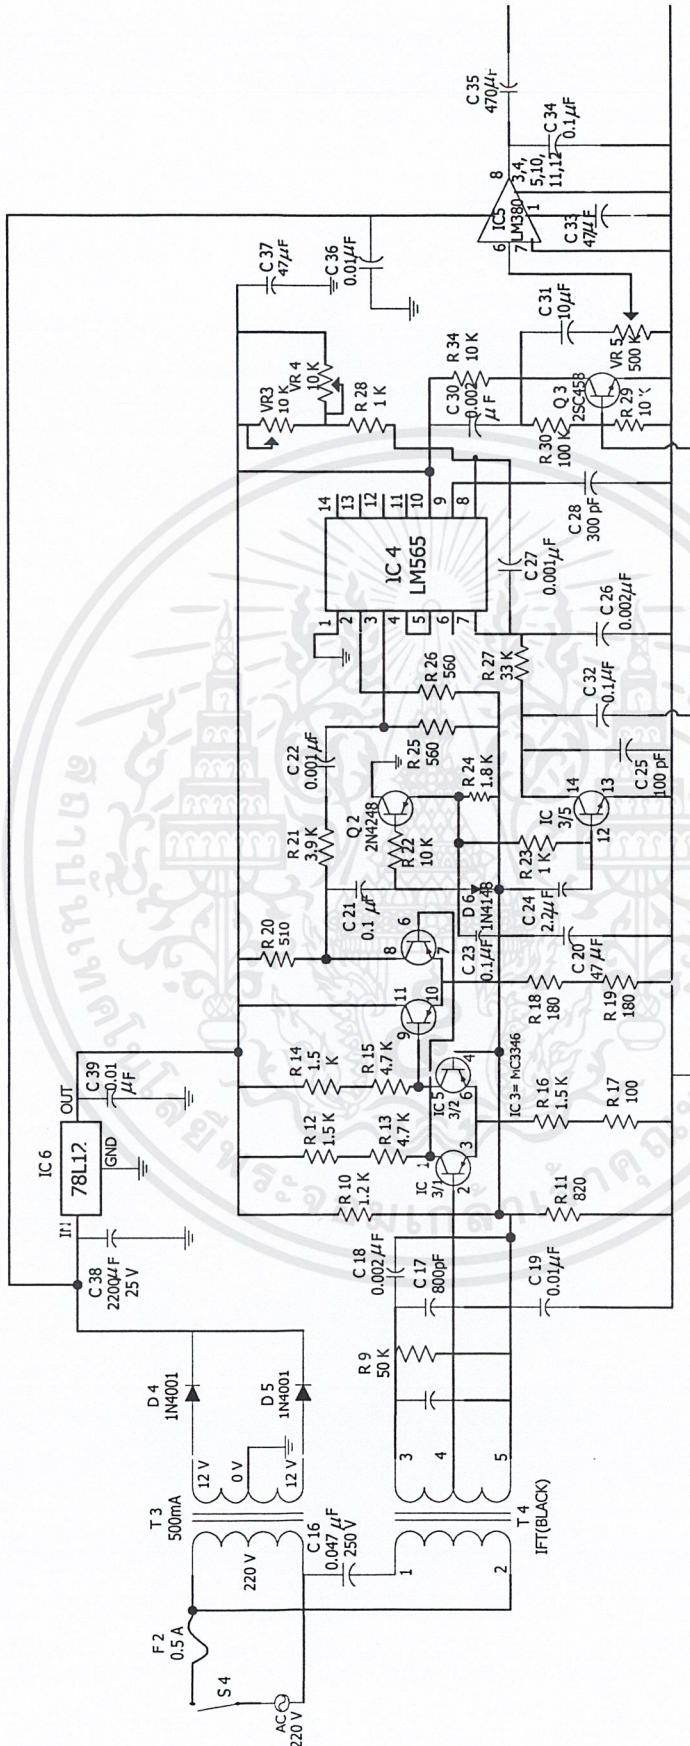 AC
220 V
S 4
F 2
0.5 A
220 V
T 3
500mA
12 V
0 V
12 V
D 4
1N4001
D 5
1N4001
C 16
0.047 µF
250 V
1
2
T 4
IFT(BLACK)
3
4
5
R 9
50 K
C 18
0.002 µF
C 17
800pF
C 19
0.01µF
C 38
2200µF
25 V
IC 6
IN
78L12.
OUT
GND
C 39
0.01
µF
R 10
1.2 K
R 11
820
R 12
1.5 K
R 13
4.7 K
R 14
1.5
K
R 15
4.7 K
IC
3/1
1
2
3
IC 5
3/2
4
6
IC 3= MC3346
R 16
1.5 K
R 17
100
9
11
10
8
7
6
R 18
180
R 19
180
R 20
510
R 21
3.9 K
C 22
0.001µF
C 21
0.1 µF
Q 2
2N4248
R 22
10 K
D 6
1N4148
C 23
0.1µF
C 20
47 µF
C 24
2.2µF
R 23
1 K
R 24
1.8 K
R 25
560
R 26
560
IC
3/5
14
13
12
C 25
100 pF
C 32
0.1µF
R 27
33 K
C 26
0.002µF
C 27
0.001µF
IC 4
LM565
1
2
3
4
5
6
7
14
13
12
11
10
9
8
C 28
300 pF
VR3
10 K
VR 4
10 K
R 28
1 K
C 37
47µF
C 36
0.01µF
R 34
10 K
C 30
0.002
µ F
R 30
100 K
Q 3
2SC458
R 29
10 K
C 31
10µF
VR 5
500 K
IC5
LM380
6
7
8
1
3,4,
5,10,
11,12
C 33
47µF
C 35
470µF
C 34
0.1µF